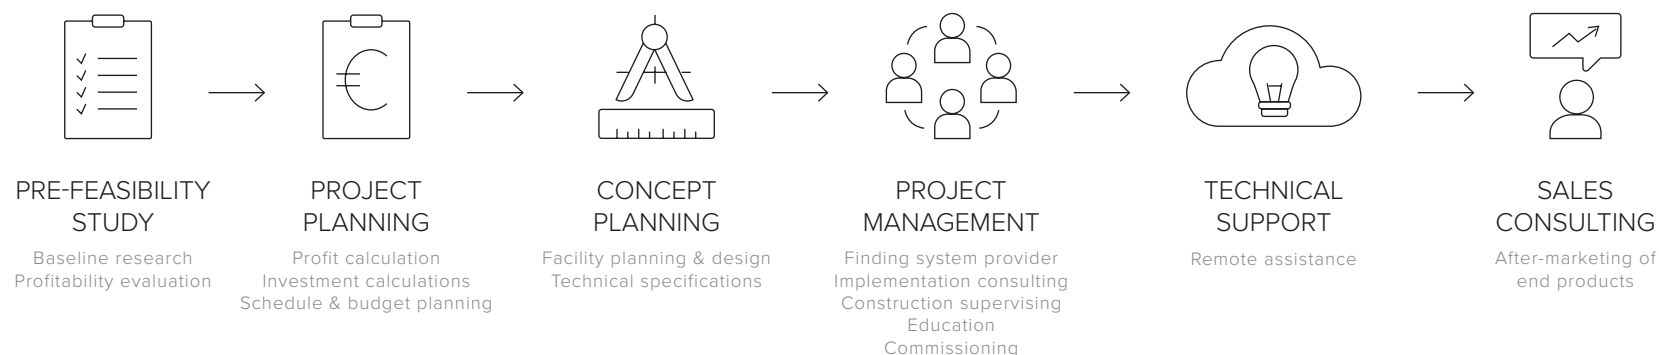 PRE-FEASIBILITY
STUDY
Baseline research
Profitability evaluation
PROJECT
PLANNING
Profit calculation
Investment calculations
Schedule & budget planning
CONCEPT
PLANNING
Facility planning & design
Technical specifications
PROJECT
MANAGEMENT
Finding system provider
Implementation consulting
Construction supervising
Education
Commissioning
TECHNICAL
SUPPORT
Remote assistance
SALES
CONSULTING
After-marketing of
end products